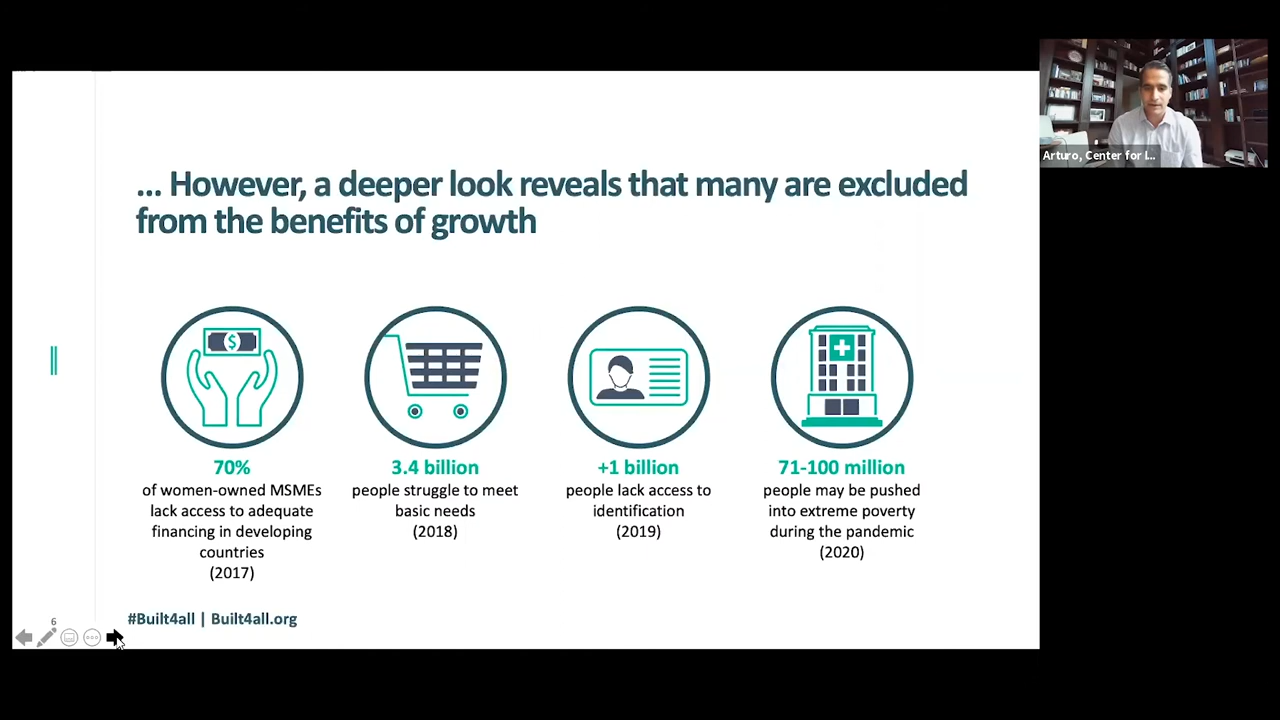 ... However, a deeper look reveals that many are excluded
from the benefits of growth
$
70%
of women-owned MSMEs
lack access to adequate
financing in developing
countries
(2017)
3.4 billion
people struggle to meet
basic needs
(2018)
+1 billion
people lack access to
identification
(2019)
71-100 million
people may be pushed
into extreme poverty
during the pandemic
(2020)
6
#Built4all | Built4all.org
Arturo, Center for I...